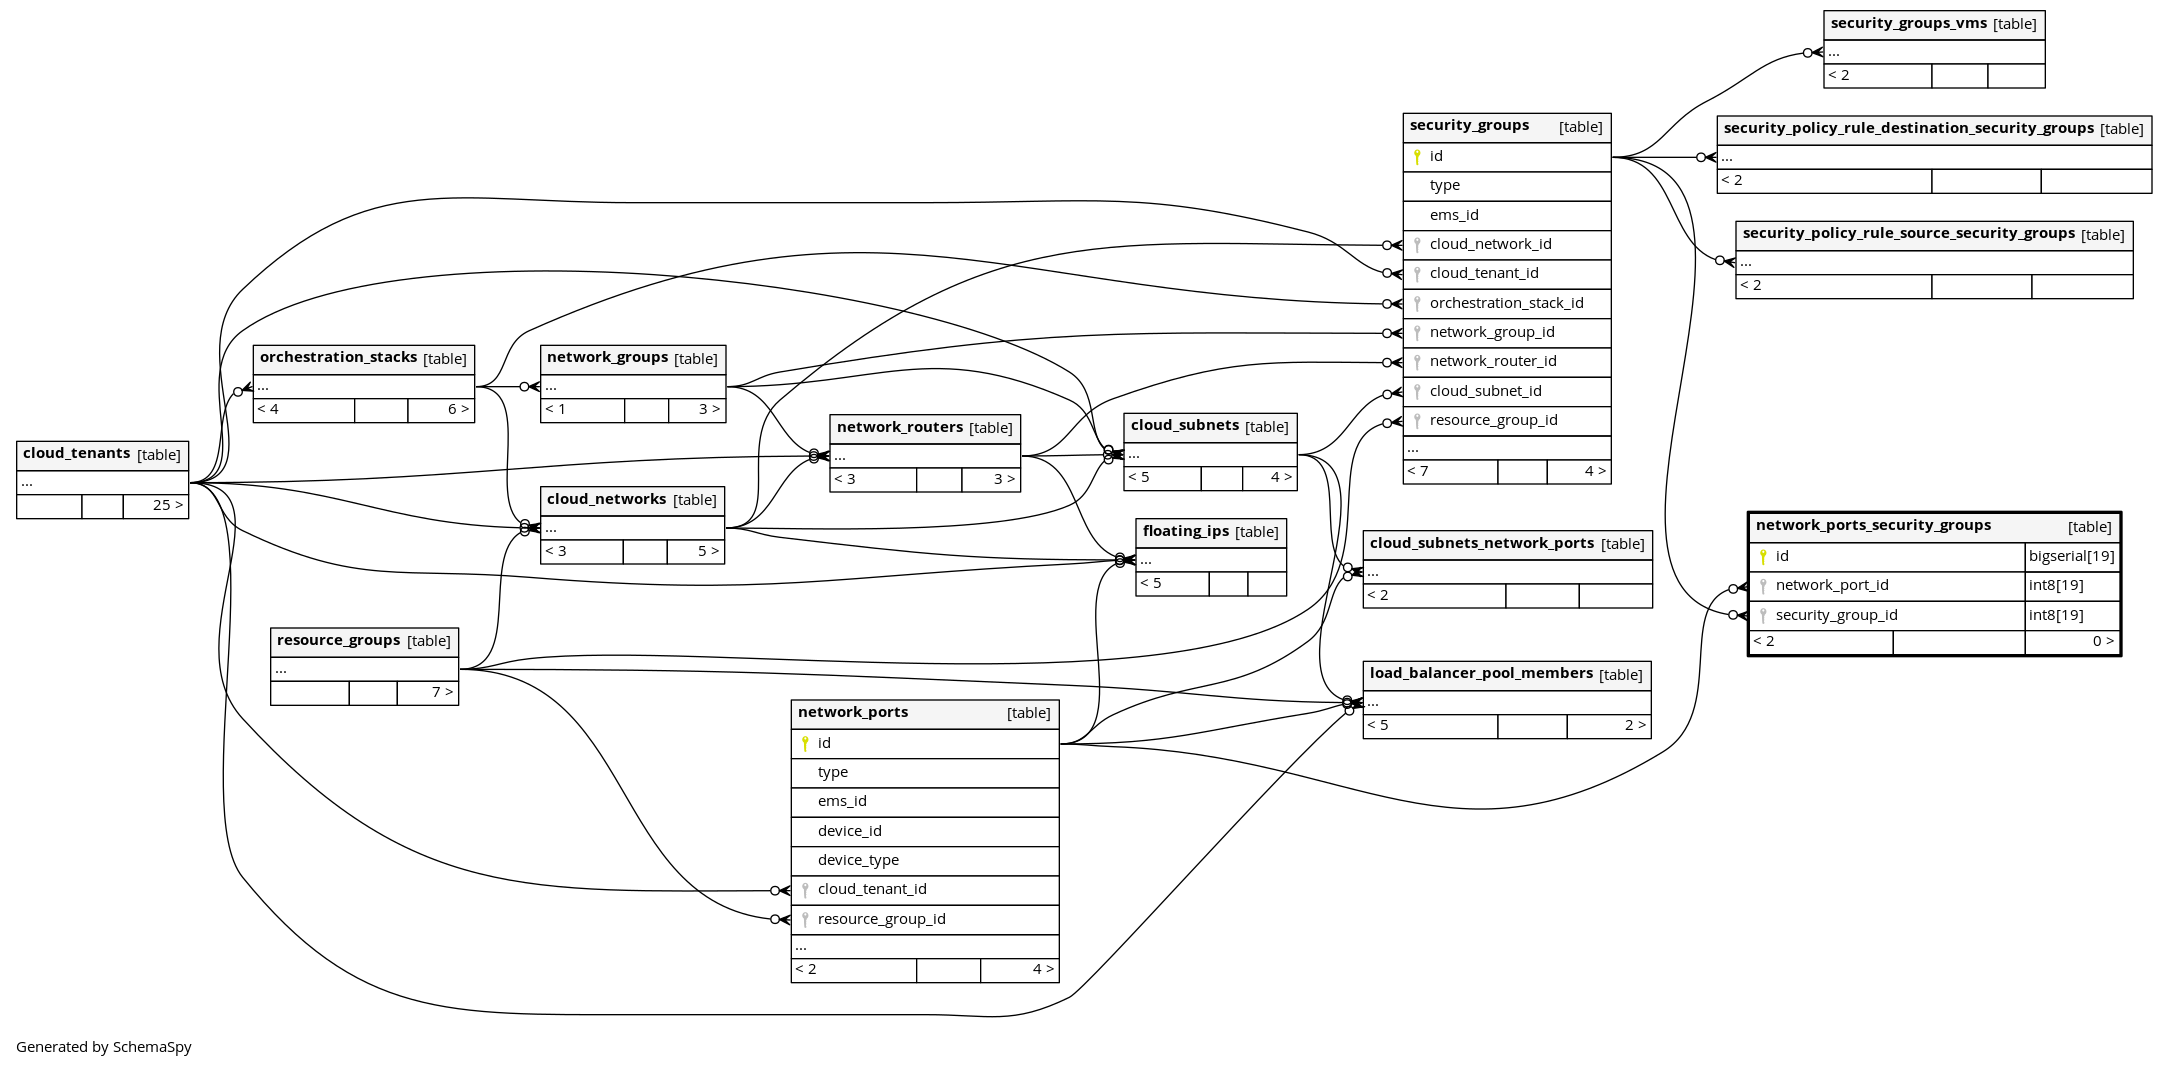 security_groups_vms [table]
...
< 2
security_groups [table]
id
type
ems_id
cloud_network_id
cloud_tenant_id
orchestration_stack_id
network_group_id
network_router_id
cloud_subnet_id
resource_group_id
...
< 7 4 >
security_policy_rule_destination_security_groups [table]
...
< 2
security_policy_rule_source_security_groups [table]
...
< 2
orchestration_stacks [table]
...
< 4 6 >
network_groups [table]
...
< 1 3 >
network_routers [table]
...
< 3 3 >
cloud_subnets [table]
...
< 5 4 >
cloud_tenants [table]
...
25 >
cloud_networks [table]
...
< 3 5 >
floating_ips [table]
...
< 5
cloud_subnets_network_ports [table]
...
< 2
network_ports_security_groups [table]
id bigserial[19]
network_port_id int8[19]
security_group_id int8[19]
< 2 0 >
resource_groups [table]
...
7 >
load_balancer_pool_members [table]
...
< 5 2 >
network_ports [table]
id
type
ems_id
device_id
device_type
cloud_tenant_id
resource_group_id
...
< 2 4 >
Generated by SchemaSpy